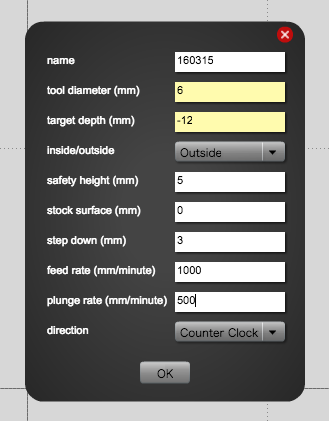 name 160315
tool diameter (mm) 6
target depth (mm) -12
inside/outside Outside
safety height (mm) 5
stock surface (mm) 0
step down (mm) 3
feed rate (mm/minute) 1000
plunge rate (mm/minute) 500
direction Counter Clock
OK